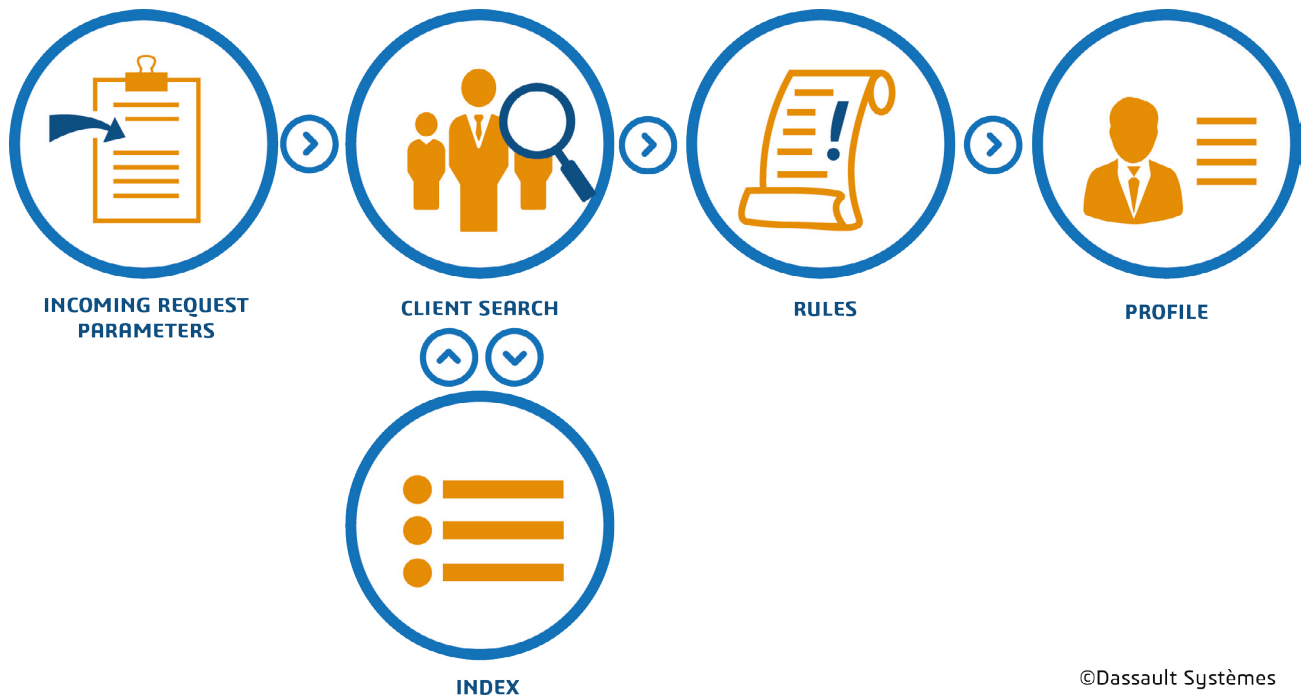 INCOMING REQUEST
PARAMETERS
CLIENT SEARCH
RULES
PROFILE
INDEX
©Dassault Systèmes